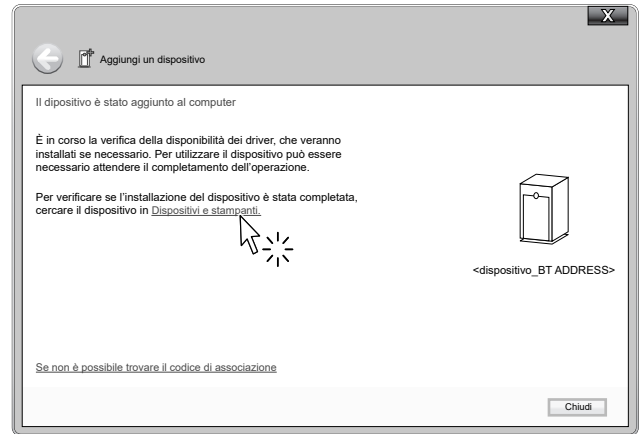 X
Aggiungi un dispositivo
Il dipositivo è stato aggiunto al computer
È in corso la verifica della disponibilità dei driver, che veranno
installati se necessario. Per utilizzare il dispositivo può essere
necessario attendere il completamento dell'operazione.
Per verificare se l'installazione del dispositivo è stata completata,
cercare il dispositivo in Dispositivi e stampanti.
<dispositivo_BT ADDRESS>
Se non è possibile trovare il codice di associazione
Chiudi